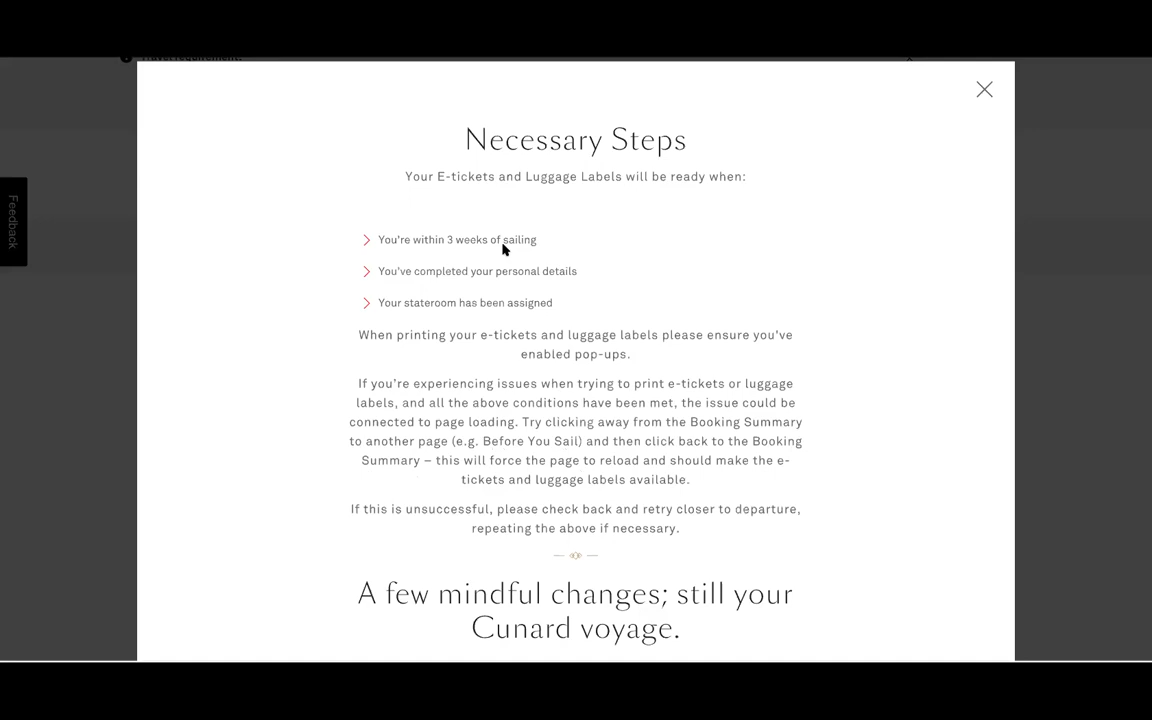 Necessary Steps
Your E-tickets and Luggage Labels will be ready when:
You're within 3 weeks of sailing
You've completed your personal details
Your stateroom has been assigned
When printing your e-tickets and luggage labels please ensure you've
enabled pop-ups.
If you're experiencing issues when trying to print e-tickets or luggage
labels, and all the above conditions have been met, the issue could be
connected to page loading. Try clicking away from the Booking Summary
to another page (e.g. Before You Sail) and then click back to the Booking
Summary – this will force the page to reload and should make the e-
tickets and luggage labels available.
If this is unsuccessful, please check back and retry closer to departure,
repeating the above if necessary.
A few mindful changes; still your
Cunard voyage.
Feedback